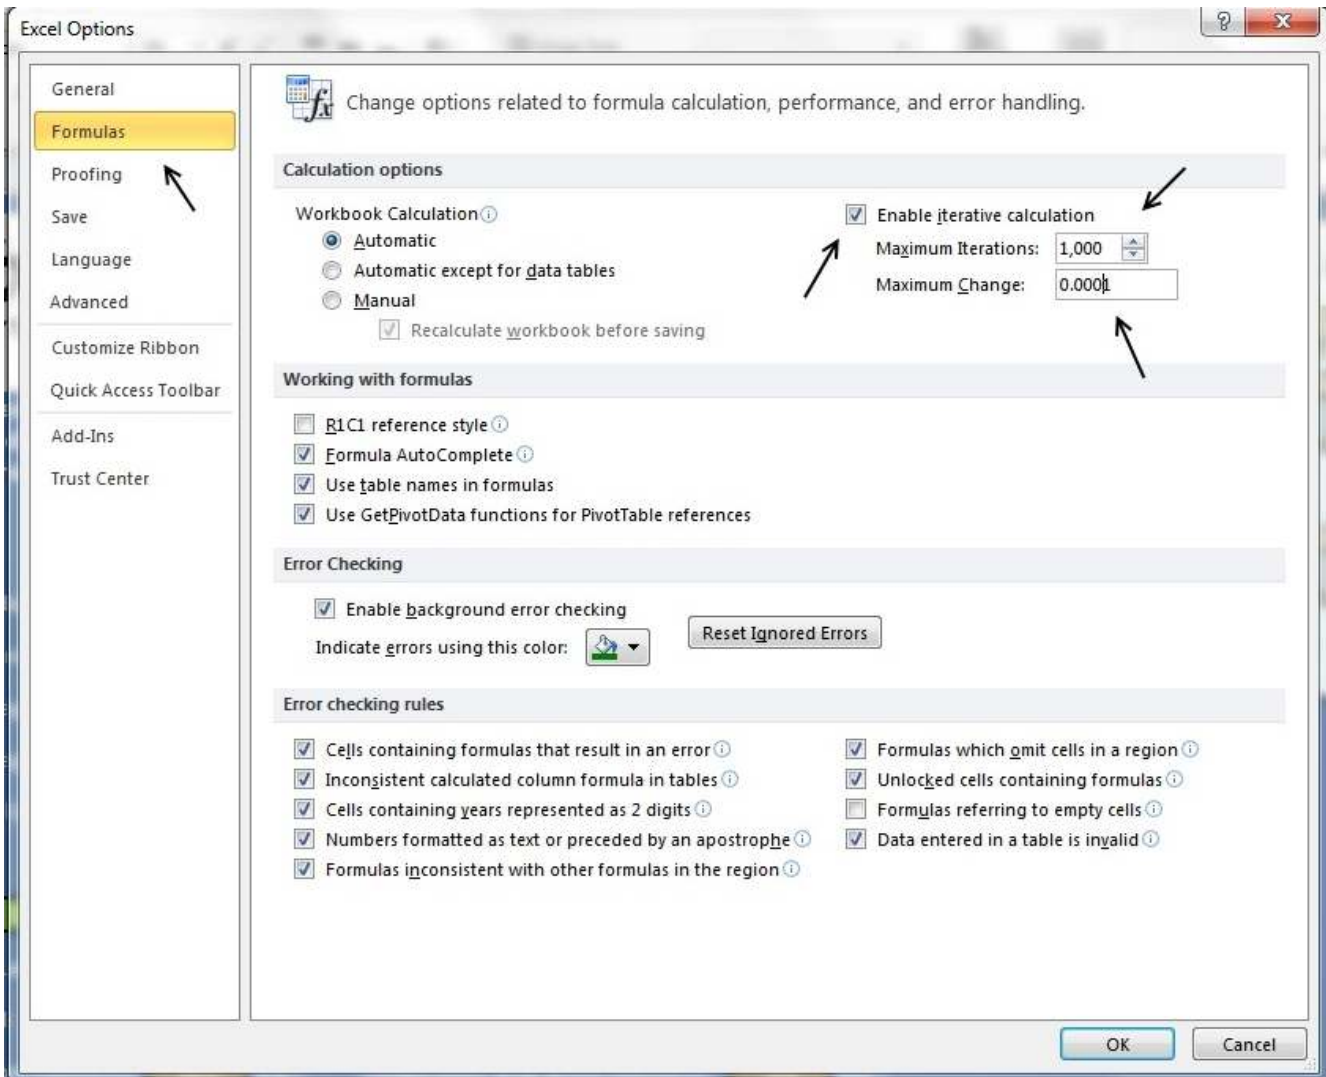 Excel Options
General
Formulas
Proofing
Save
Language
Advanced
Customize Ribbon
Quick Access Toolbar
Add-Ins
Trust Center
Change options related to formula calculation, performance, and error handling.
Calculation options
Workbook Calculation
Automatic
Automatic except for data tables
Manual
Recalculate workbook before saving
Enable iterative calculation
Maximum Iterations: 1,000
Maximum Change: 0.0001
Working with formulas
R1C1 reference style
Formula AutoComplete
Use table names in formulas
Use GetPivotData functions for PivotTable references
Error Checking
Enable background error checking
Indicate errors using this color:
Reset Ignored Errors
Error checking rules
Cells containing formulas that result in an error
Inconsistent calculated column formula in tables
Cells containing years represented as 2 digits
Numbers formatted as text or preceded by an apostrophe
Formulas inconsistent with other formulas in the region
Formulas which omit cells in a region
Unlocked cells containing formulas
Formulas referring to empty cells
Data entered in a table is invalid
OK
Cancel